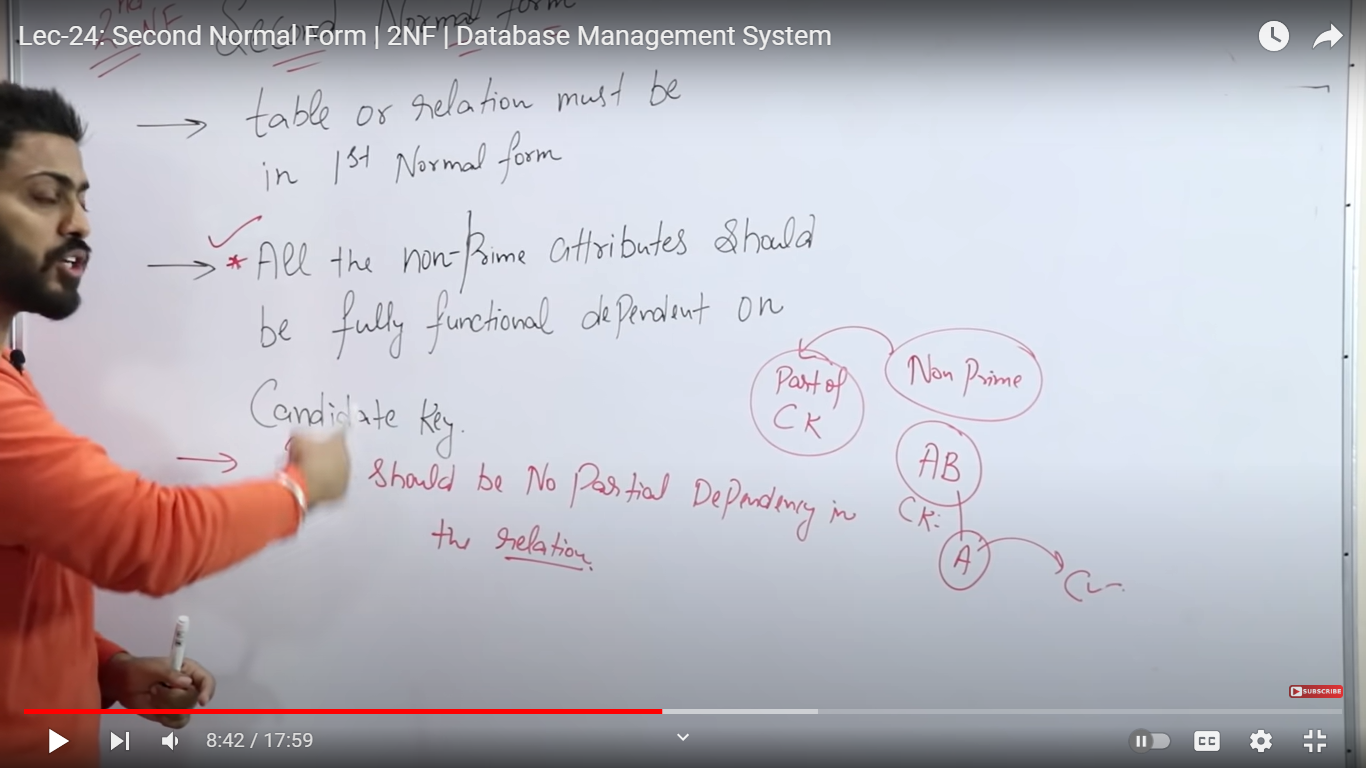 2nd NF Second Normal form
Lec-24: Second Normal Form | 2NF | Database Management System
table or relation must be
in 1st Normal form
* All the non-Prime attributes should
be fully functional dependent on
Candidate Key.
should be No Partial Dependency in
the relation.
Part of
CK
Non Prime
AB
CK:
A
C
SUBSCRIBE
8:42 / 17:59
CC